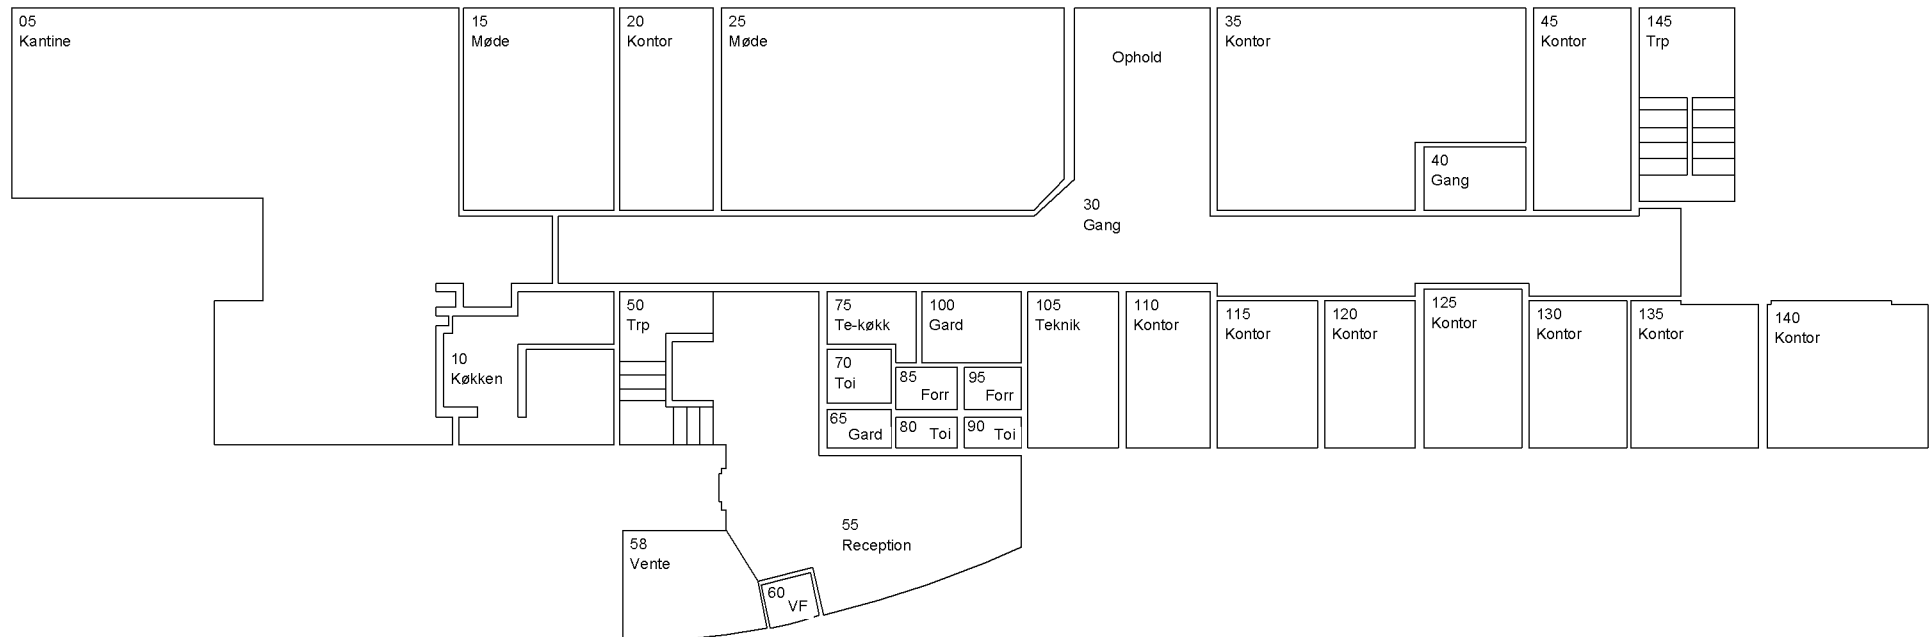 05
Kantine
15
Møde
20
Kontor
25
Møde
Ophold
35
Kontor
45
Kontor
145
Trp
40
Gang
30
Gang
10
Køkken
50
Trp
75
Te-køkk
100
Gard
105
Teknik
110
Kontor
115
Kontor
120
Kontor
125
Kontor
130
Kontor
135
Kontor
140
Kontor
70
Toi
85
Forr
95
Forr
65
Gard
80
Toi
90
Toi
55
Reception
58
Vente
60
VF